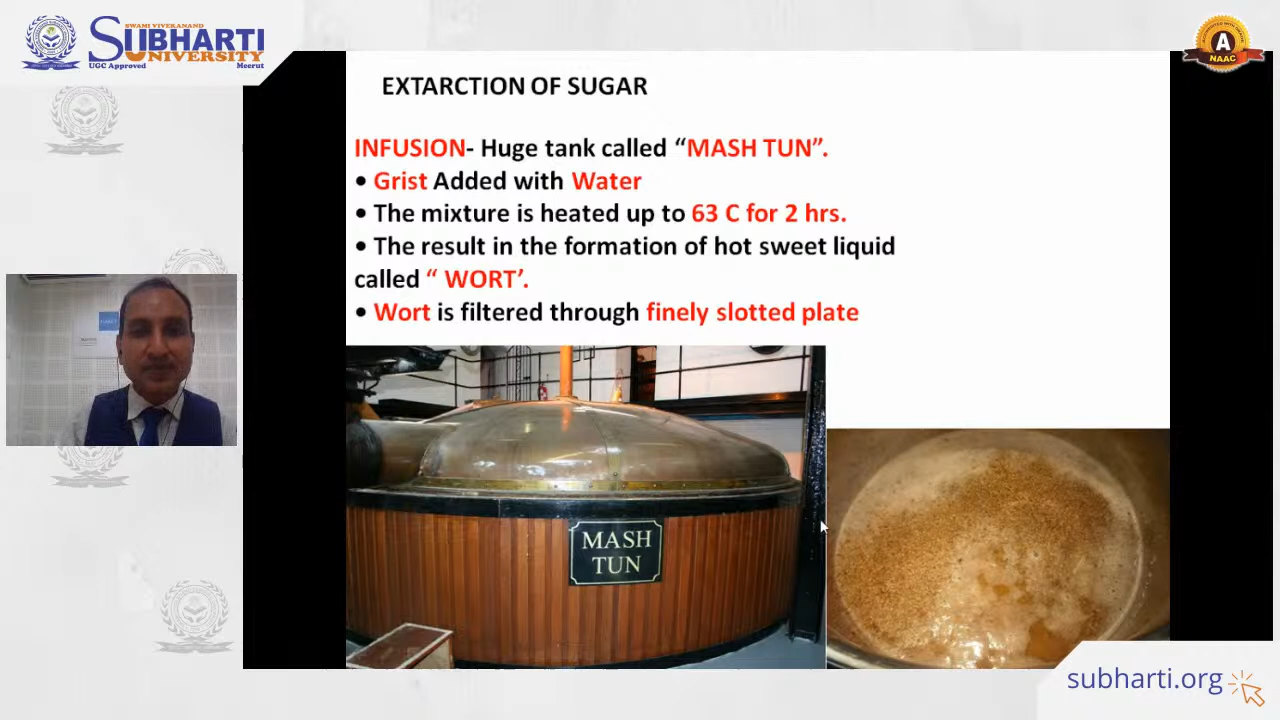 SWAMI VIVEKANAND
SUBHARTI
UNIVERSITY
UGC Approved Meerut
A
NAAC
EXTARCTION OF SUGAR
INFUSION- Huge tank called “MASH TUN”.
• Grist Added with Water
• The mixture is heated up to 63 C for 2 hrs.
• The result in the formation of hot sweet liquid
called “ WORT’.
• Wort is filtered through finely slotted plate
MASH
TUN
subharti.org